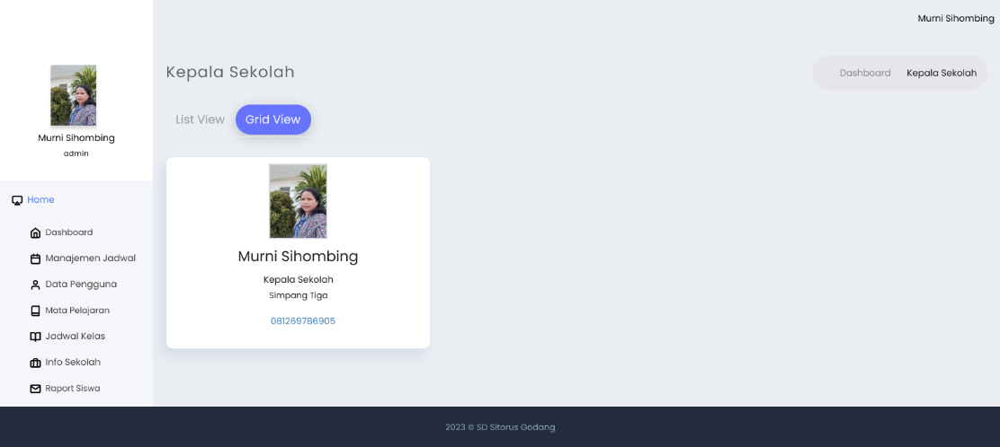 Murni Sihombing
Murni Sihombing
admin
Home
Dashboard
Manajemen Jadwal
Data Pengguna
Mata Pelajaran
Jadwal Kelas
Info Sekolah
Raport Siswa
Kepala Sekolah
Dashboard Kepala Sekolah
List View Grid View
Murni Sihombing
Kepala Sekolah
Simpang Tiga
081269786905
2023 © SD Sitorus Godang